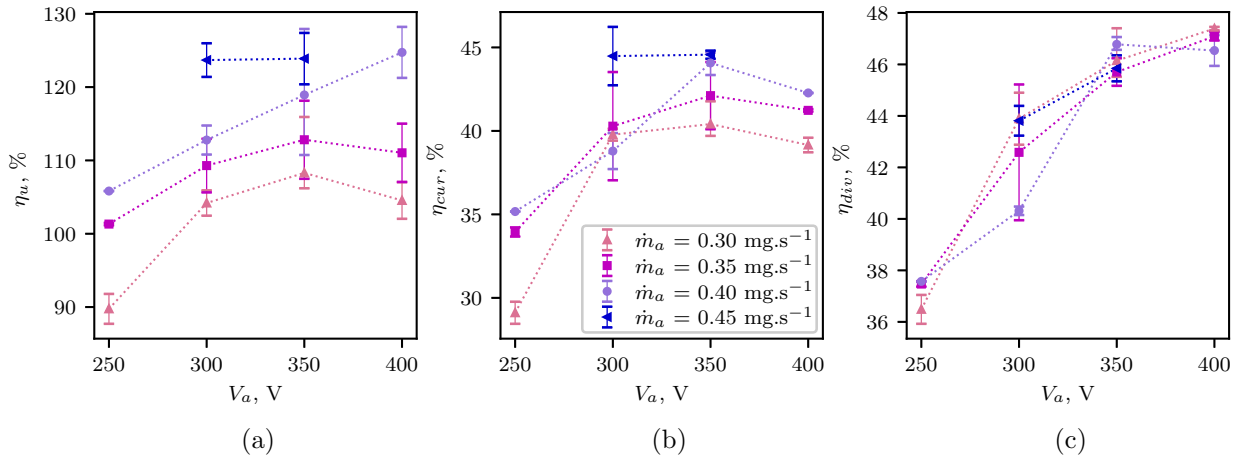 130
120
110
100
90
η_u, %
250 300 350 400
V_a, V
(a)
45
40
35
30
η_cur, %
ṁ_a = 0.30 mg.s⁻¹
ṁ_a = 0.35 mg.s⁻¹
ṁ_a = 0.40 mg.s⁻¹
ṁ_a = 0.45 mg.s⁻¹
250 300 350 400
V_a, V
(b)
48
46
44
42
40
38
36
η_div, %
250 300 350 400
V_a, V
(c)